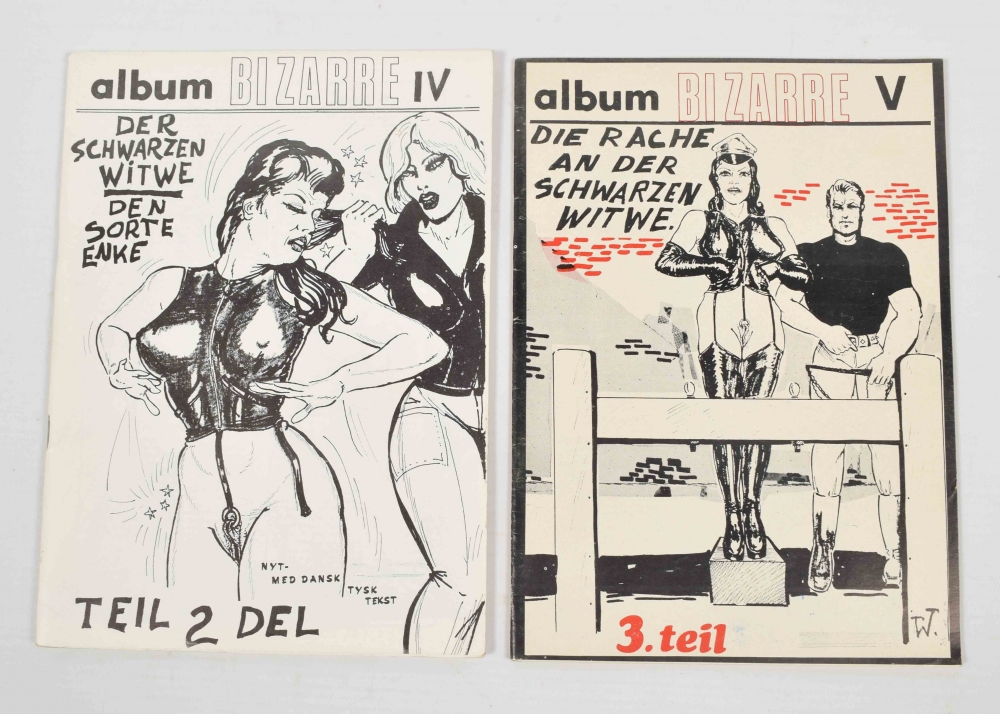 album BIZARRE IV
DER
SCHWARZEN
WITWE
DEN
SORTE
ENKE
NYT-
MED DANSK
TYSK
TEKST
TEIL 2 DEL
album BIZARRE V
DIE RACHE
AN DER
SCHWARZEN
WITWE.
3. teil